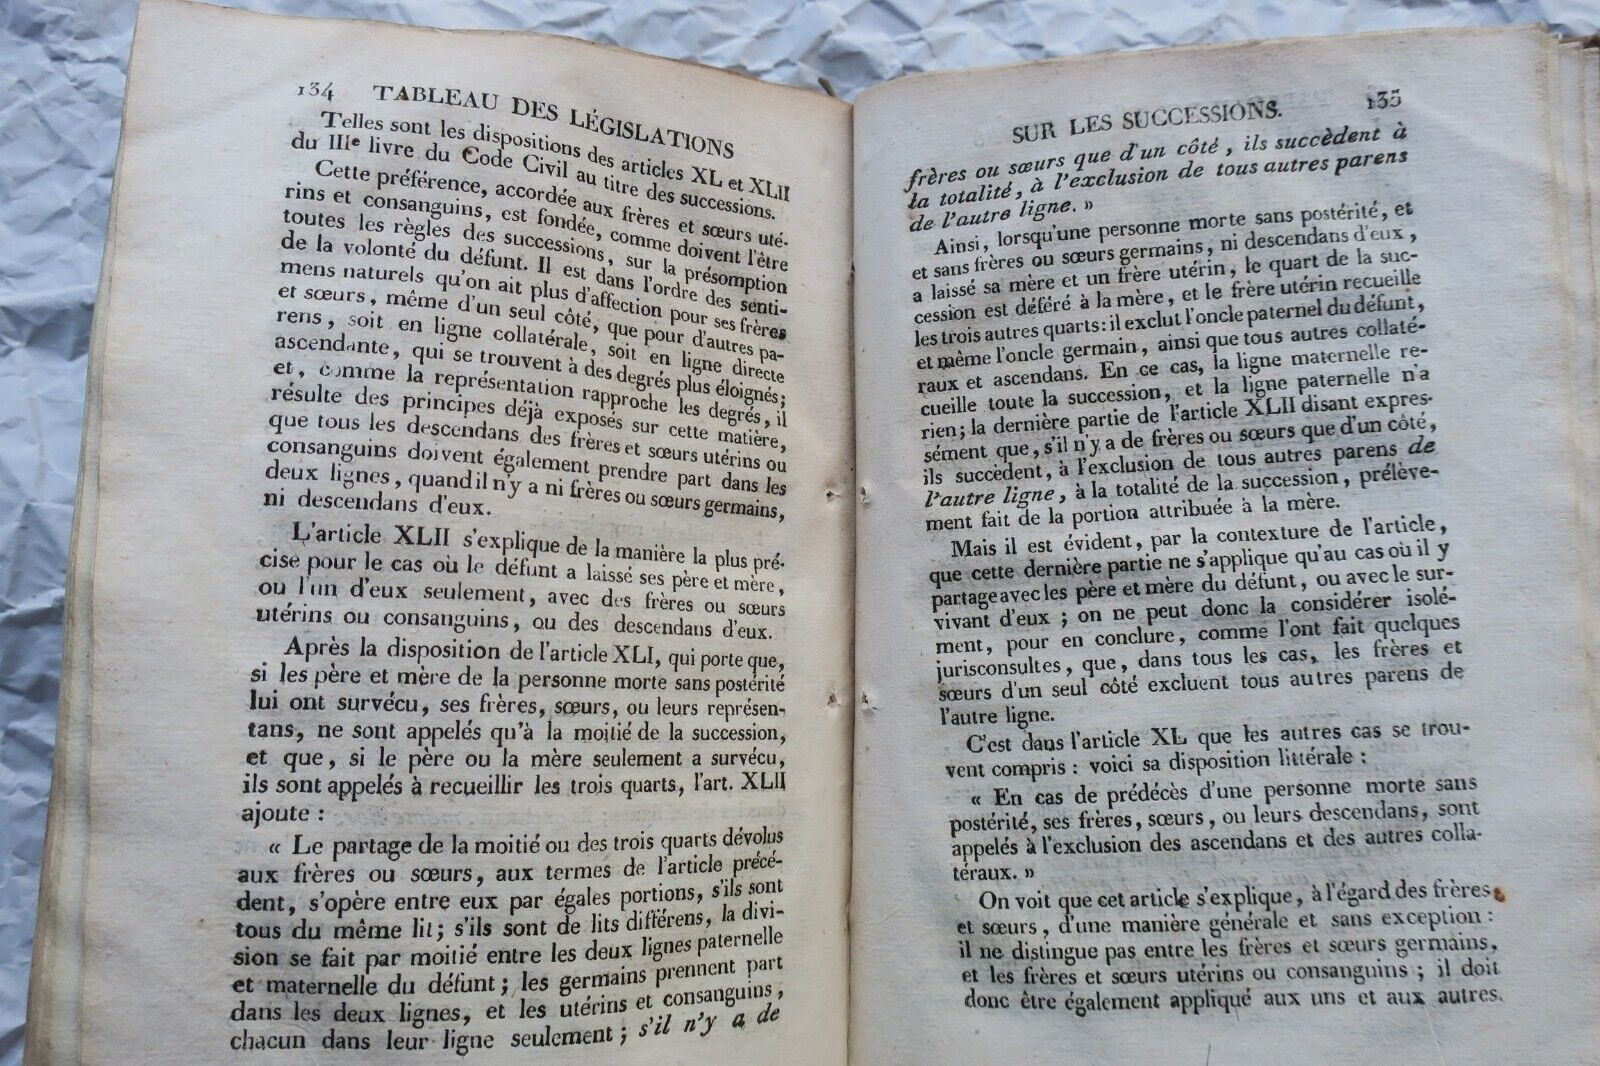 134 TABLEAU DES LÉGISLATIONS
Telles sont les dispositions des articles XL et XLII
du IIIe livre du Code Civil au titre des successions.
Cette préférence, accordée aux frères et sœurs uté-
rins et consanguins, est fondée, comme doivent l'être
toutes les règles des successions, sur la présomption
de la volonté du défunt. Il est dans l'ordre des senti-
mens naturels qu'on ait plus d'affection pour ses frères
et sœurs, même d'un seul côté, que pour d'autres pa-
rens, soit en ligne collatérale, soit en ligne directe
ascendante, qui se trouvent à des degrés plus éloignés;
et, comme la représentation rapproche les degrés, il
résulte des principes déjà exposés sur cette matière,
que tous les descendans des frères et sœurs utérins ou
consanguins doivent également prendre part dans les
deux lignes, quand il n'y a ni frères ou sœurs germains,
ni descendans d'eux.
L'article XLII s'explique de la manière la plus pré-
cise pour le cas où le défunt a laissé ses père et mère,
ou l'un d'eux seulement, avec des frères ou sœurs
utérins ou consanguins, ou des descendans d'eux.
Après la disposition de l'article XLI, qui porte que,
si les père et mère de la personne morte sans postérité
lui ont survécu, ses frères, sœurs, ou leurs représen-
tans, ne sont appelés qu'à la moitié de la succession,
et que, si le père ou la mère seulement a survécu,
ils sont appelés à recueillir les trois quarts, l'art. XLII
ajoute :
« Le partage de la moitié ou des trois quarts dévolus
aux frères ou sœurs, aux termes de l'article précé-
dent, s'opère entre eux par égales portions, s'ils sont
tous du même lit; s'ils sont de lits différens, la divi-
sion se fait par moitié entre les deux lignes paternelle
et maternelle du défunt; les germains prennent part
dans les deux lignes, et les utérins et consanguins,
chacun dans leur ligne seulement; s'il n'y a de
SUR LES SUCCESSIONS. 135
frères ou sœurs que d'un côté, ils succèdent à
la totalité, à l'exclusion de tous autres parens
de l'autre ligne. »
Ainsi, lorsqu'une personne morte sans postérité, et
et sans frères ou sœurs germains, ni descendans d'eux,
a laissé sa mère et un frère utérin, le quart de la suc-
cession est déféré à la mère, et le frère utérin recueille
les trois autres quarts: il exclut l'oncle paternel du défunt,
et même l'oncle germain, ainsi que tous autres collaté-
raux et ascendans. En ce cas, la ligne maternelle re-
cueille toute la succession, et la ligne paternelle n'a
rien; la dernière partie de l'article XLII disant expres-
sément que, s'il n'y a de frères ou sœurs que d'un côté,
ils succèdent, à l'exclusion de tous autres parens de
l'autre ligne, à la totalité de la succession, prélève-
ment fait de la portion attribuée à la mère.
Mais il est évident, par la contexture de l'article,
que cette dernière partie ne s'applique qu'au cas où il y
partage avec les père et mère du défunt, ou avec le sur-
vivant d'eux; on ne peut donc la considérer isolé-
ment, pour en conclure, comme l'ont fait quelques
jurisconsultes, que, dans tous les cas, les frères et
sœurs d'un seul côté excluent tous autres parens de
l'autre ligne.
C'est dans l'article XL que les autres cas se trou-
vent compris : voici sa disposition littérale :
« En cas de prédécès d'une personne morte sans
postérité, ses frères, sœurs, ou leurs descendans, sont
appelés à l'exclusion des ascendans et des autres colla-
téraux. »
On voit que cet article s'explique, à l'égard des frères
et sœurs, d'une manière générale et sans exception :
il ne distingue pas entre les frères et sœurs germains,
et les frères et sœurs utérins ou consanguins; il doit
donc être également appliqué aux uns et aux autres.